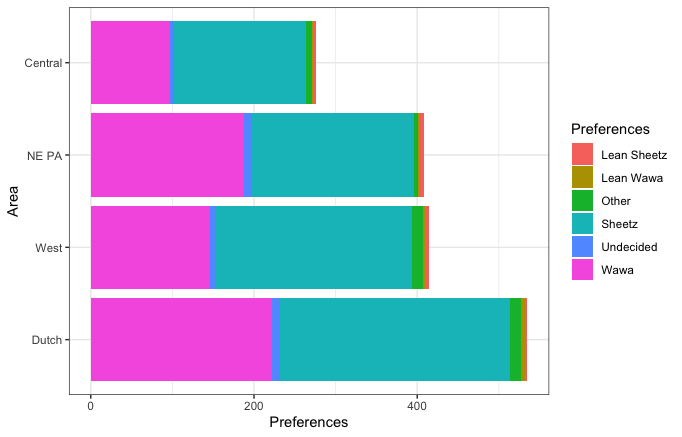 Central
NE PA
West
Dutch
Area
0
200
400
Preferences
Preferences
Lean Sheetz
Lean Wawa
Other
Sheetz
Undecided
Wawa